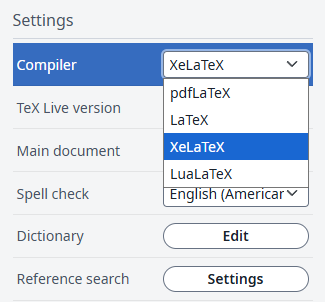 Settings
Compiler XeLaTeX
pdfLaTeX
TeX Live version
LaTeX
Main document XeLaTeX
LuaLaTeX
Spell check English (American
Dictionary Edit
Reference search Settings